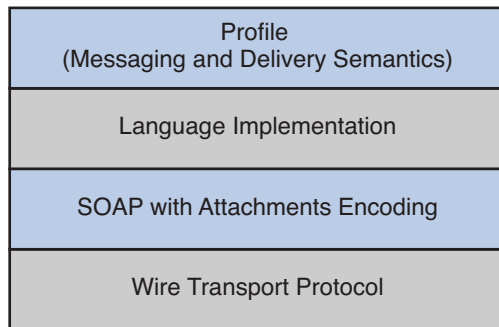 Profile
(Messaging and Delivery Semantics)
Language Implementation
SOAP with Attachments Encoding
Wire Transport Protocol